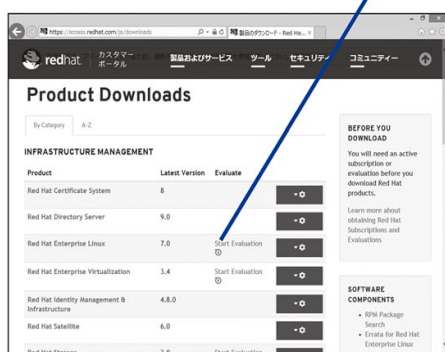 https://access.redhat.com/ja/downloads
製品のダウンロード - Red Ha...
redhat.
カスタマー
ポータル
製品およびサービス ツール セキュリティ コミュニティー
Product Downloads
By Category A-Z
INFRASTRUCTURE MANAGEMENT
Product Latest Version Evaluate
Red Hat Certificate System 8
Red Hat Directory Server 9.0
Red Hat Enterprise Linux 7.0 Start Evaluation
Red Hat Enterprise Virtualization 3.4 Start Evaluation
Red Hat Identity Management & 4.8.0
Infrastructure
Red Hat Satellite 6.0
Red Hat Storage Start Evaluation
BEFORE YOU
DOWNLOAD
You will need an active
subscription or
evaluation before you
download Red Hat
products.
Learn more about
obtaining Red Hat
Subscriptions and
Evaluations
SOFTWARE
COMPONENTS
RPM Package
Search
Errata for Red Hat
Enterprise Linux